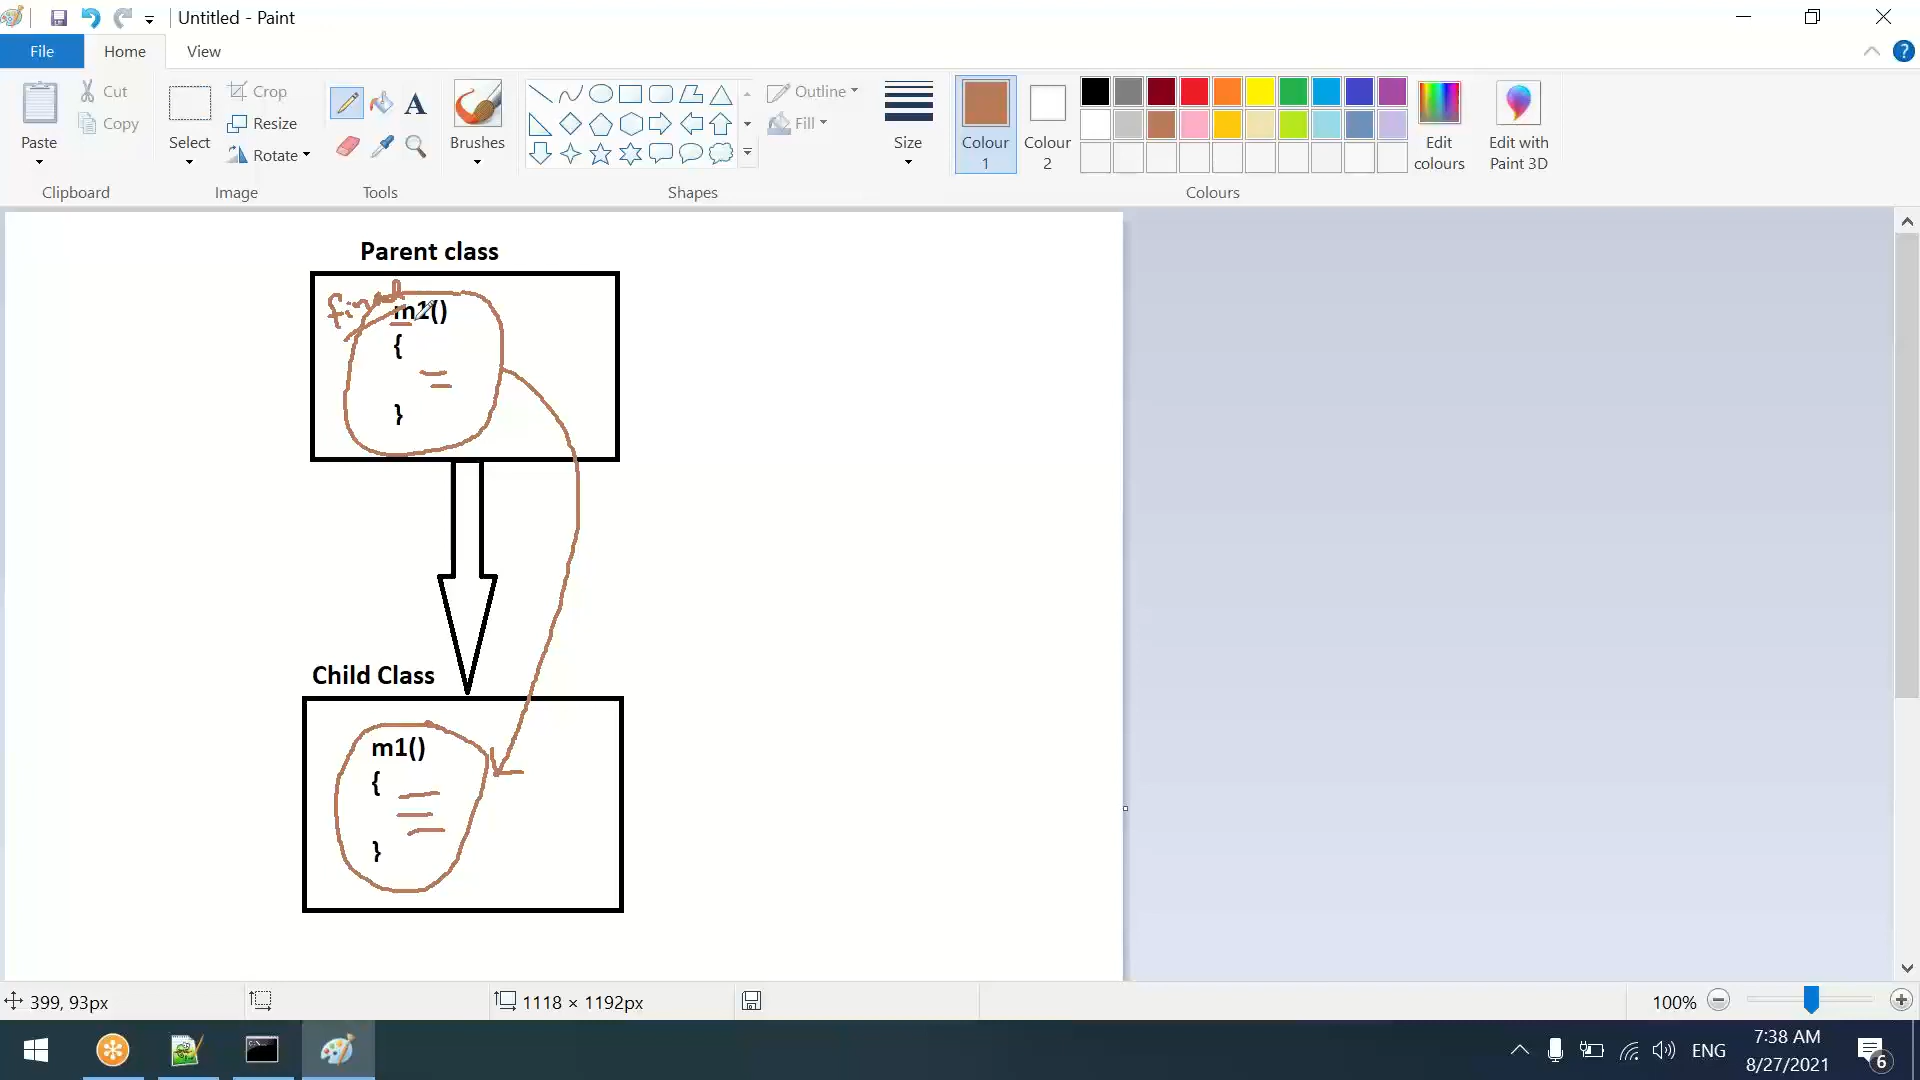 Untitled - Paint
File
Home
View
Paste
Cut
Copy
Clipboard
Select
Crop
Resize
Rotate
Image
A
Tools
Brushes
Shapes
Outline
Fill
Size
Colour 1
Colour 2
Edit colours
Edit with Paint 3D
Colours
?
Parent class
final
m1()
{
}
Child Class
m1()
{
}
399, 93px
1118 × 1192px
100%
ENG
7:38 AM
8/27/2021
6